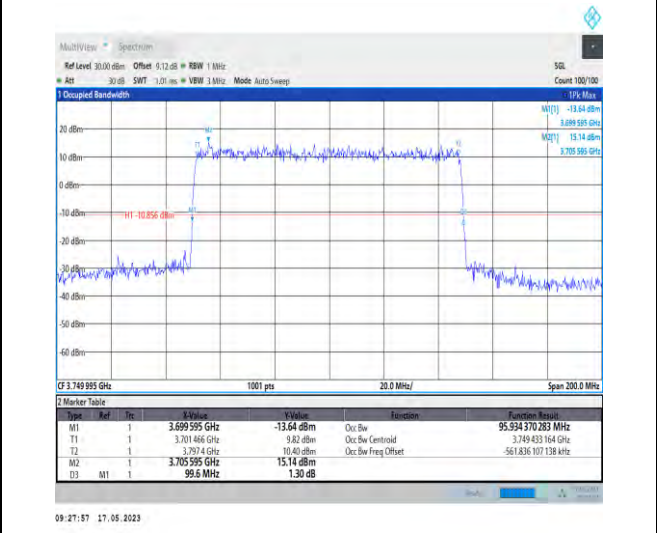 MultiView Spectrum
Ref Level 30.00 dBm Offset 9.12 dB RBW 1 MHz SGL
Att 30 dB SWT 1.01 ms VBW 3 MHz Mode Auto Sweep Count 100/100
1 Occupied Bandwidth 1Pk Max
M1[1] -13.64 dBm
3.699 595 GHz
M2[1] 15.14 dBm
3.705 595 GHz
20 dBm
M2
T1
10 dBm
0 dBm
-10 dBm
H1 -10.856 dBm
M1
-20 dBm
-30 dBm
-40 dBm
-50 dBm
-60 dBm
CF 3.749 995 GHz 1001 pts 20.0 MHz/ Span 200.0 MHz
2 Marker Table
Type Ref Trc X-Value Y-Value Function Function Result
M1 1 3.699 595 GHz -13.64 dBm Occ Bw 95.934 370 283 MHz
T1 1 3.701 466 GHz 9.82 dBm Occ Bw Centroid 3.749 433 164 GHz
T2 1 3.797 4 GHz 10.40 dBm Occ Bw Freq Offset -561.836 107 138 kHz
M2 1 3.705 595 GHz 15.14 dBm
D3 M1 1 99.6 MHz 1.30 dB
09:27:57 17.05.2023